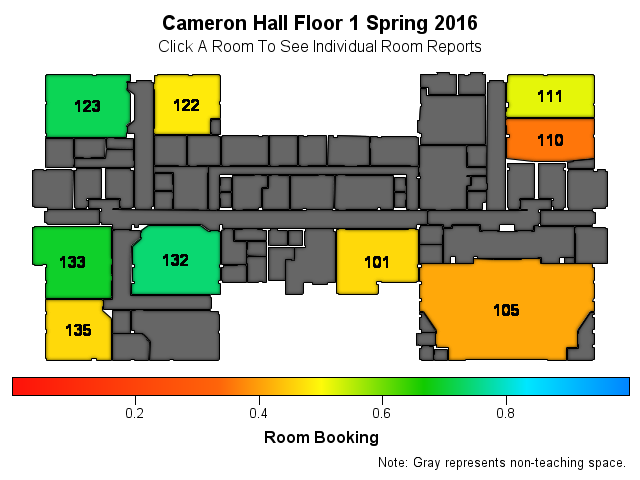 Cameron Hall Floor 1 Spring 2016
Click A Room To See Individual Room Reports
123
122
111
110
133
132
101
105
135
0.2 0.4 0.6 0.8
Room Booking
Note: Gray represents non-teaching space.